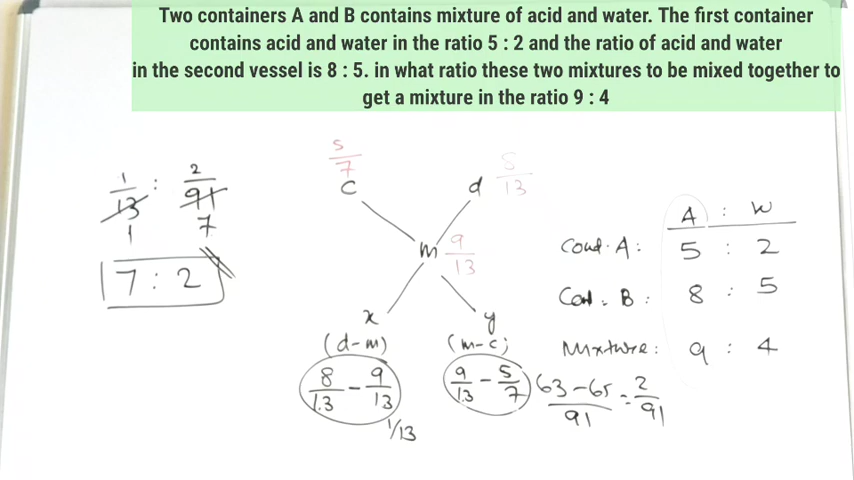 Two containers A and B contains mixture of acid and water. The first container
contains acid and water in the ratio 5 : 2 and the ratio of acid and water
in the second vessel is 8 : 5. in what ratio these two mixtures to be mixed together to
get a mixture in the ratio 9 : 4
1/13 : 2/91
1 7
7 : 2
5/7 8/13
c d
m 9/13
x y
(d-m) (m-c)
8/13 - 9/13 9/13 - 5/7 63-65/91 = 2/91
1/13
A : W
Cont. A : 5 : 2
Con. B : 8 : 5
Mixture : 9 : 4